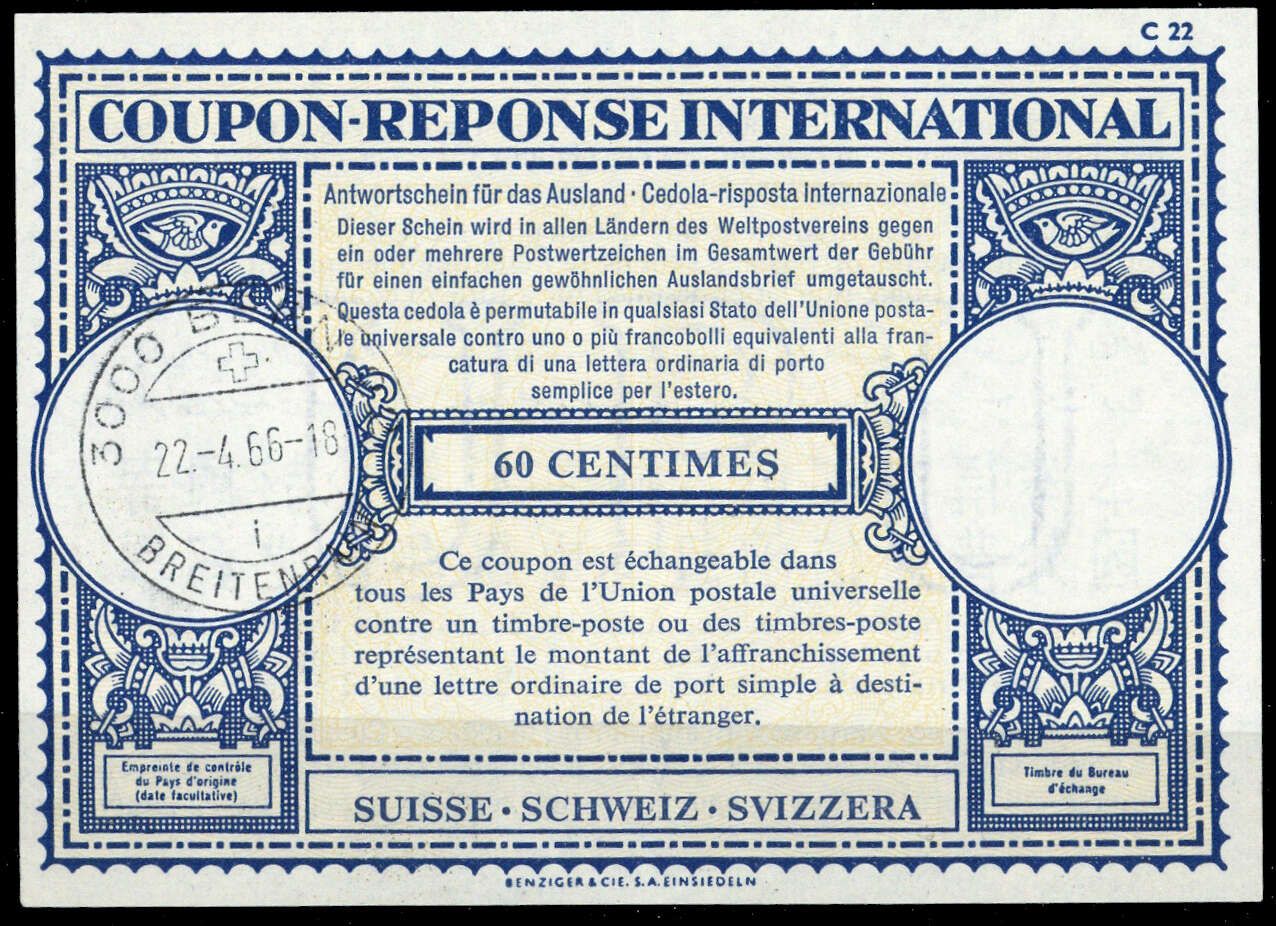 C 22
COUPON-REPONSE INTERNATIONAL
Antwortschein für das Ausland · Cedola-risposta internazionale
Dieser Schein wird in allen Ländern des Weltpostvereins gegen
ein oder mehrere Postwertzeichen im Gesamtwert der Gebühr
für einen einfachen gewöhnlichen Auslandsbrief umgetauscht.
Questa cedola è permutabile in qualsiasi Stato dell'Unione posta-
le universale contro uno o più francobolli equivalenti alla fran-
catura di una lettera ordinaria di porto
semplice per l'estero.
3000 BERN
22.-4.66-18
i
BREITENR
60 CENTIMES
Ce coupon est échangeable dans
tous les Pays de l'Union postale universelle
contre un timbre-poste ou des timbres-poste
représentant le montant de l'affranchissement
d'une lettre ordinaire de port simple à desti-
nation de l'étranger.
Empreinte de contrôle
du Pays d'origine
(date facultative)
Timbre du Bureau
d'échange
SUISSE · SCHWEIZ · SVIZZERA
BENZIGER & CIE. S.A. EINSIEDELN